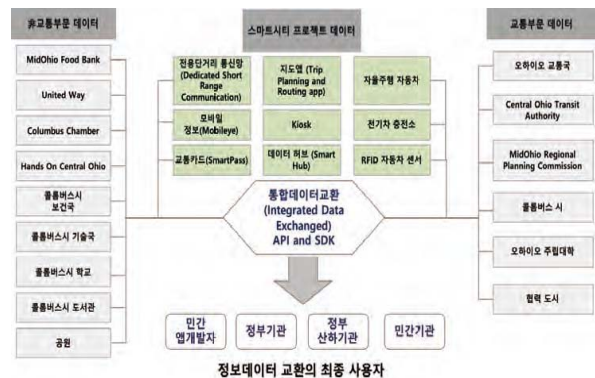 非교통부문 데이터
MidOhio Food Bank
United Way
Columbus Chamber
Hands On Central Ohio
콜롬버스시
보건국
콜롬버스시 기술국
콜롬버스시 학교
콜롬버스시 도서관
공원
스마트시티 프로젝트 데이터
전용단거리 통신망
(Dedicated Short
Range
Communication)
지도앱 (Trip
Planning and
Routing app)
자율주행 자동차
모바일
정보(Mobileye)
Kiosk
전기차 충전소
교통카드(SmartPass)
데이터 허브 (Smart
Hub)
RFID 자동차 센서
통합데이터교환
(Integrated Data
Exchanged)
API and SDK
교통부문 데이터
오하이오 교통국
Central Ohio Transit
Authority
MidOhio Regional
Planning Commission
콜롬버스 시
오하이오 주립대학
협력 도시
민간
앱개발자
정부기관
정부
산하기관
민간기관
정보데이터 교환의 최종 사용자